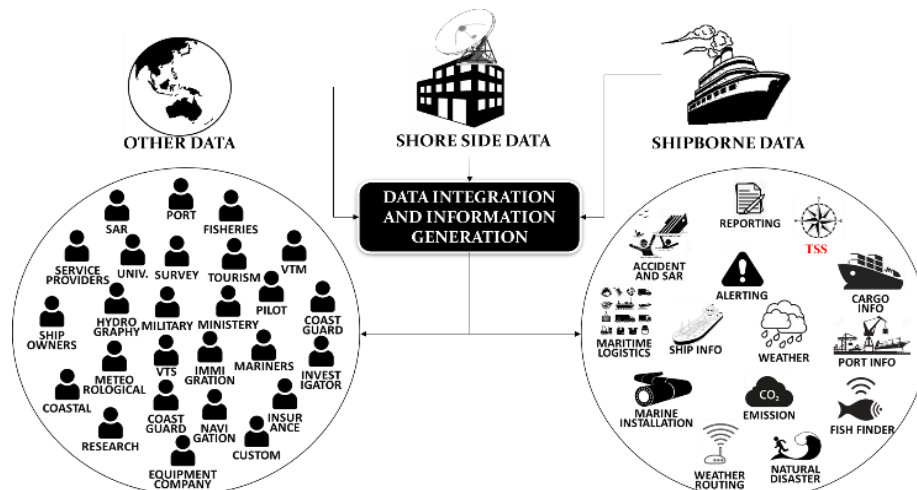 OTHER DATA
SHORE SIDE DATA
SHIPBORNE DATA
DATA INTEGRATION
AND INFORMATION
GENERATION
SAR
PORT
FISHERIES
SERVICE
PROVIDERS
UNIV.
SURVEY
TOURISM
VTM
SHIP
OWNERS
HYDRO
GRAPHY
MILITARY
MINISTERY
PILOT
COAST
GUARD
METEO
ROLOGICAL
VTS
IMMI
GRATION
MARINERS
INVEST
IGATOR
COASTAL
RESEARCH
COAST
GUARD
NAVI
GATION
INSUR
ANCE
CUSTOM
EQUIPMENT
COMPANY
REPORTING
TSS
ACCIDENT
AND SAR
ALERTING
CARGO
INFO
MARITIME
LOGISTICS
SHIP INFO
WEATHER
PORT INFO
MARINE
INSTALLATION
CO₂
EMISSION
FISH FINDER
WEATHER
ROUTING
NATURAL
DISASTER